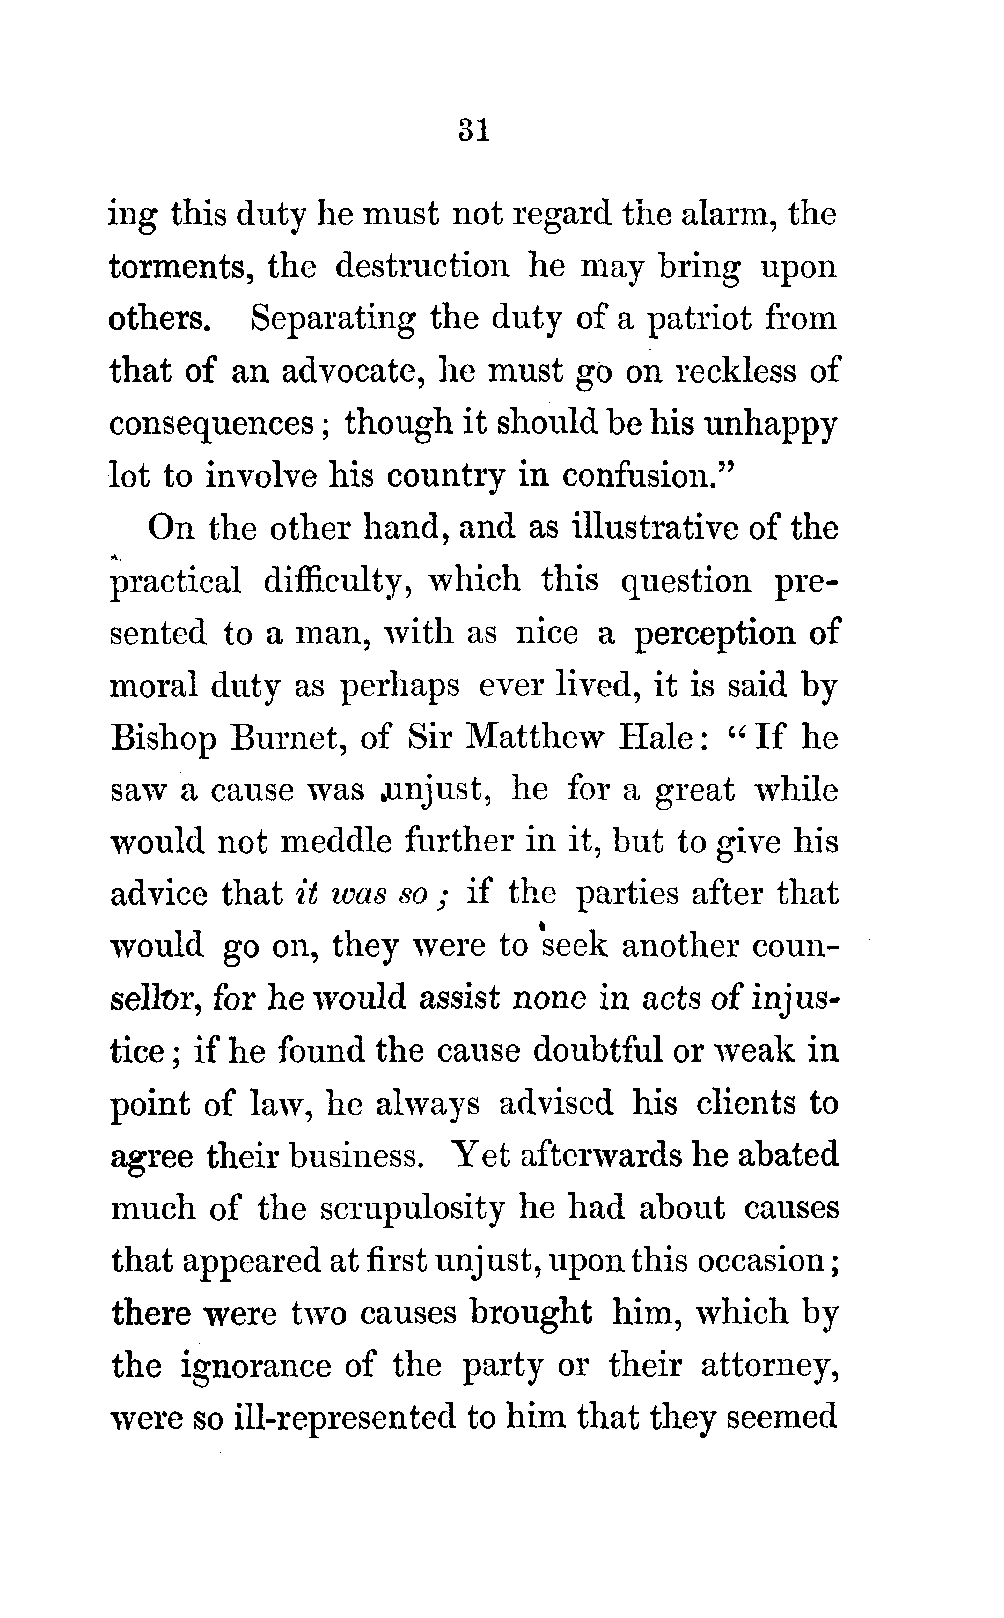 31
ing this duty he must not regard the alarm, the
torments, the destruction he may bring upon
others. Separating the duty of a patriot from
that of an advocate, he must go on reckless of
consequences; though it should be his unhappy
lot to involve his country in confusion."
On the other hand, and as illustrative of the
practical difficulty, which this question pre-
sented to a man, with as nice a perception of
moral duty as perhaps ever lived, it is said by
Bishop Burnet, of Sir Matthew Hale: "If he
saw a cause was unjust, he for a great while
would not meddle further in it, but to give his
advice that it was so; if the parties after that
would go on, they were to seek another coun-
sellor, for he would assist none in acts of injus-
tice; if he found the cause doubtful or weak in
point of law, he always advised his clients to
agree their business. Yet afterwards he abated
much of the scrupulosity he had about causes
that appeared at first unjust, upon this occasion;
there were two causes brought him, which by
the ignorance of the party or their attorney,
were so ill-represented to him that they seemed